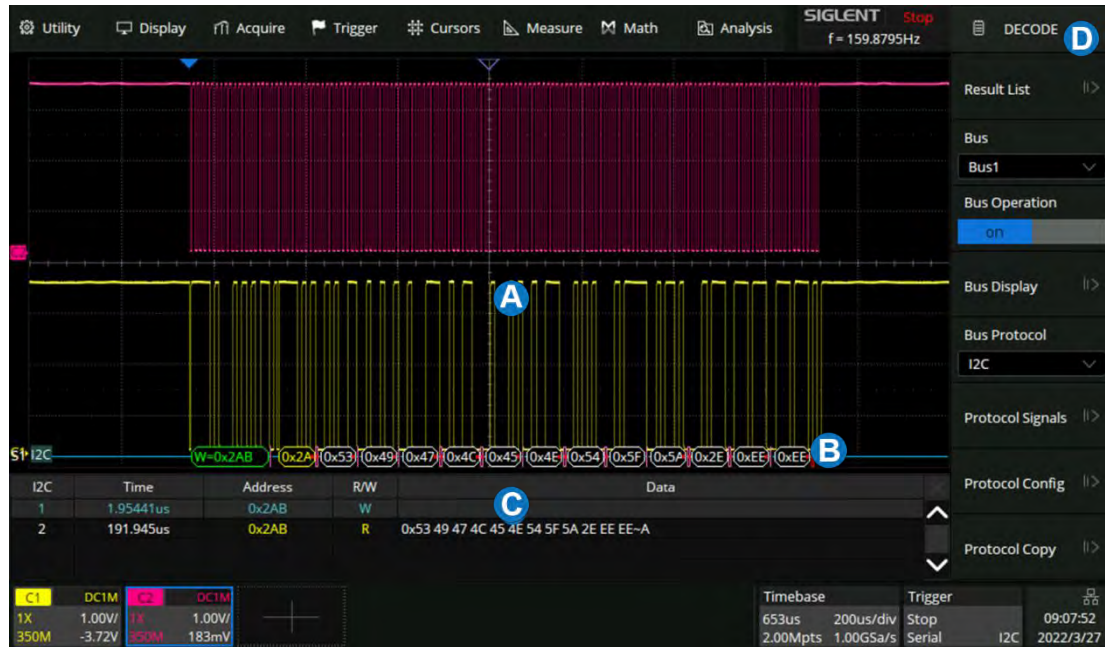 Utility Display Acquire Trigger Cursors Measure Math Analysis SIGLENT Stop DECODE D
f = 159.8795Hz
Result List
Bus
Bus1
Bus Operation
on
A
Bus Display
Bus Protocol
I2C
Protocol Signals
S1 I2C W=0x2AB 0x2A 0x53 0x49 0x47 0x4C 0x45 0x4E 0x54 0x5F 0x5A 0x2E 0xEE 0xEE B
I2C Time Address R/W Data
Protocol Config
1 1.95441us 0x2AB W C
2 191.945us 0x2AB R 0x53 49 47 4C 45 4E 54 5F 5A 2E EE EE~A
Protocol Copy
C1 DC1M C2 DC1M Timebase Trigger
1X 1.00V/ 1X 1.00V/ 653us 200us/div Stop 09:07:52
350M -3.72V 350M 183mV 2.00Mpts 1.00GSa/s Serial I2C 2022/3/27